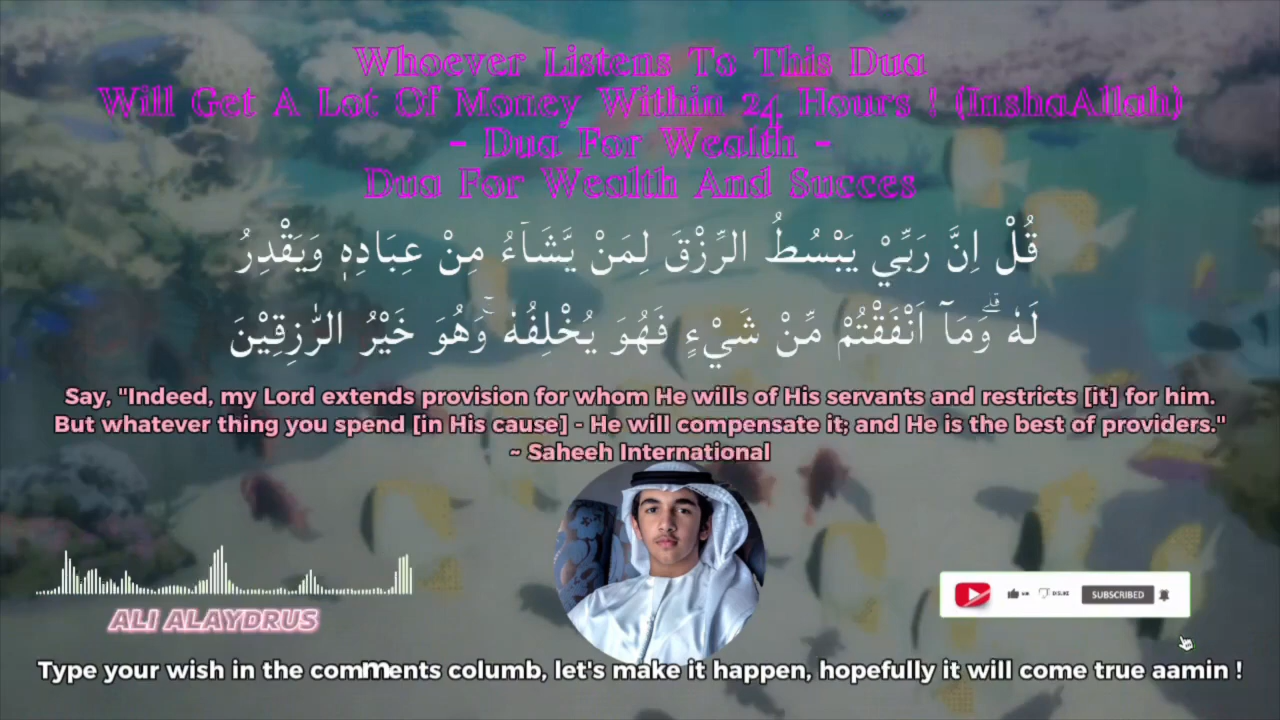 Whoever Listens To This Dua
Will Get A Lot Of Money Within 24 Hours ! (InshaAllah)
- Dua For Wealth -
Dua For Wealth And Succes
قُلْ اِنَّ رَبِّيْ يَبْسُطُ الرِّزْقَ لِمَنْ يَّشَاۤءُ مِنْ عِبَادِهٖ وَيَقْدِرُ
لَهٗ ۗوَمَآ اَنْفَقْتُمْ مِّنْ شَيْءٍ فَهُوَ يُخْلِفُهٗ ۚوَهُوَ خَيْرُ الرّٰزِقِيْنَ
Say, "Indeed, my Lord extends provision for whom He wills of His servants and restricts [it] for him.
But whatever thing you spend [in His cause] - He will compensate it; and He is the best of providers."
~ Saheeh International
ALI ALAYDRUS
SUBSCRIBED
Type your wish in the comments columb, let's make it happen, hopefully it will come true aamin !